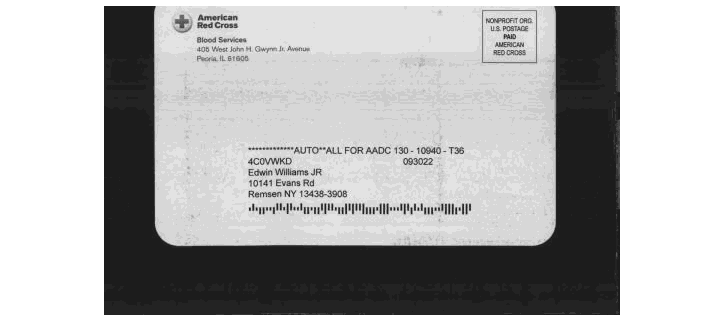 American
Red Cross
Blood Services
405 West John H. Gwynn Jr. Avenue
Peoria, IL 61605
NONPROFIT ORG.
U.S. POSTAGE
PAID
AMERICAN
RED CROSS
*************AUTO**ALL FOR AADC 130 - 10940 - T36
4C0VWKD 093022
Edwin Williams JR
10141 Evans Rd
Remsen NY 13438-3908